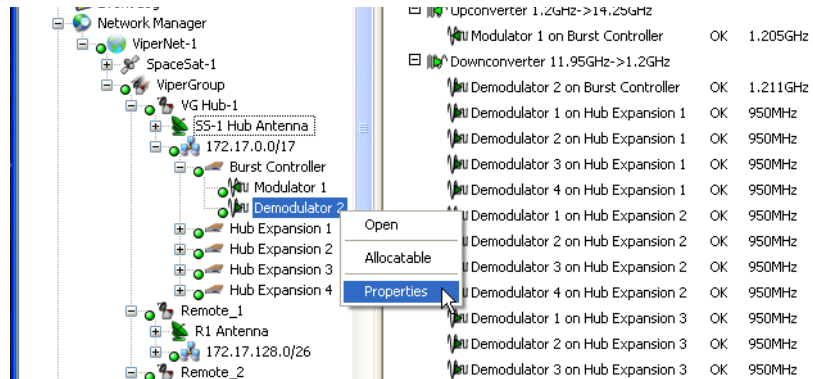 Network Manager
ViperNet-1
SpaceSat-1
ViperGroup
VG Hub-1
SS-1 Hub Antenna
172.17.0.0/17
Burst Controller
Modulator 1
Demodulator 2
Hub Expansion 1
Hub Expansion 2
Hub Expansion 3
Hub Expansion 4
Remote_1
R1 Antenna
172.17.128.0/26
Remote_2
Open
Allocatable
Properties
Upconverter 1.2GHz->14.25GHz
Modulator 1 on Burst Controller OK 1.205GHz
Downconverter 11.95GHz->1.2GHz
Demodulator 2 on Burst Controller OK 1.211GHz
Demodulator 1 on Hub Expansion 1 OK 950MHz
Demodulator 2 on Hub Expansion 1 OK 950MHz
Demodulator 3 on Hub Expansion 1 OK 950MHz
Demodulator 4 on Hub Expansion 1 OK 950MHz
Demodulator 1 on Hub Expansion 2 OK 950MHz
Demodulator 2 on Hub Expansion 2 OK 950MHz
Demodulator 3 on Hub Expansion 2 OK 950MHz
Demodulator 4 on Hub Expansion 2 OK 950MHz
Demodulator 1 on Hub Expansion 3 OK 950MHz
Demodulator 2 on Hub Expansion 3 OK 950MHz
Demodulator 3 on Hub Expansion 3 OK 950MHz